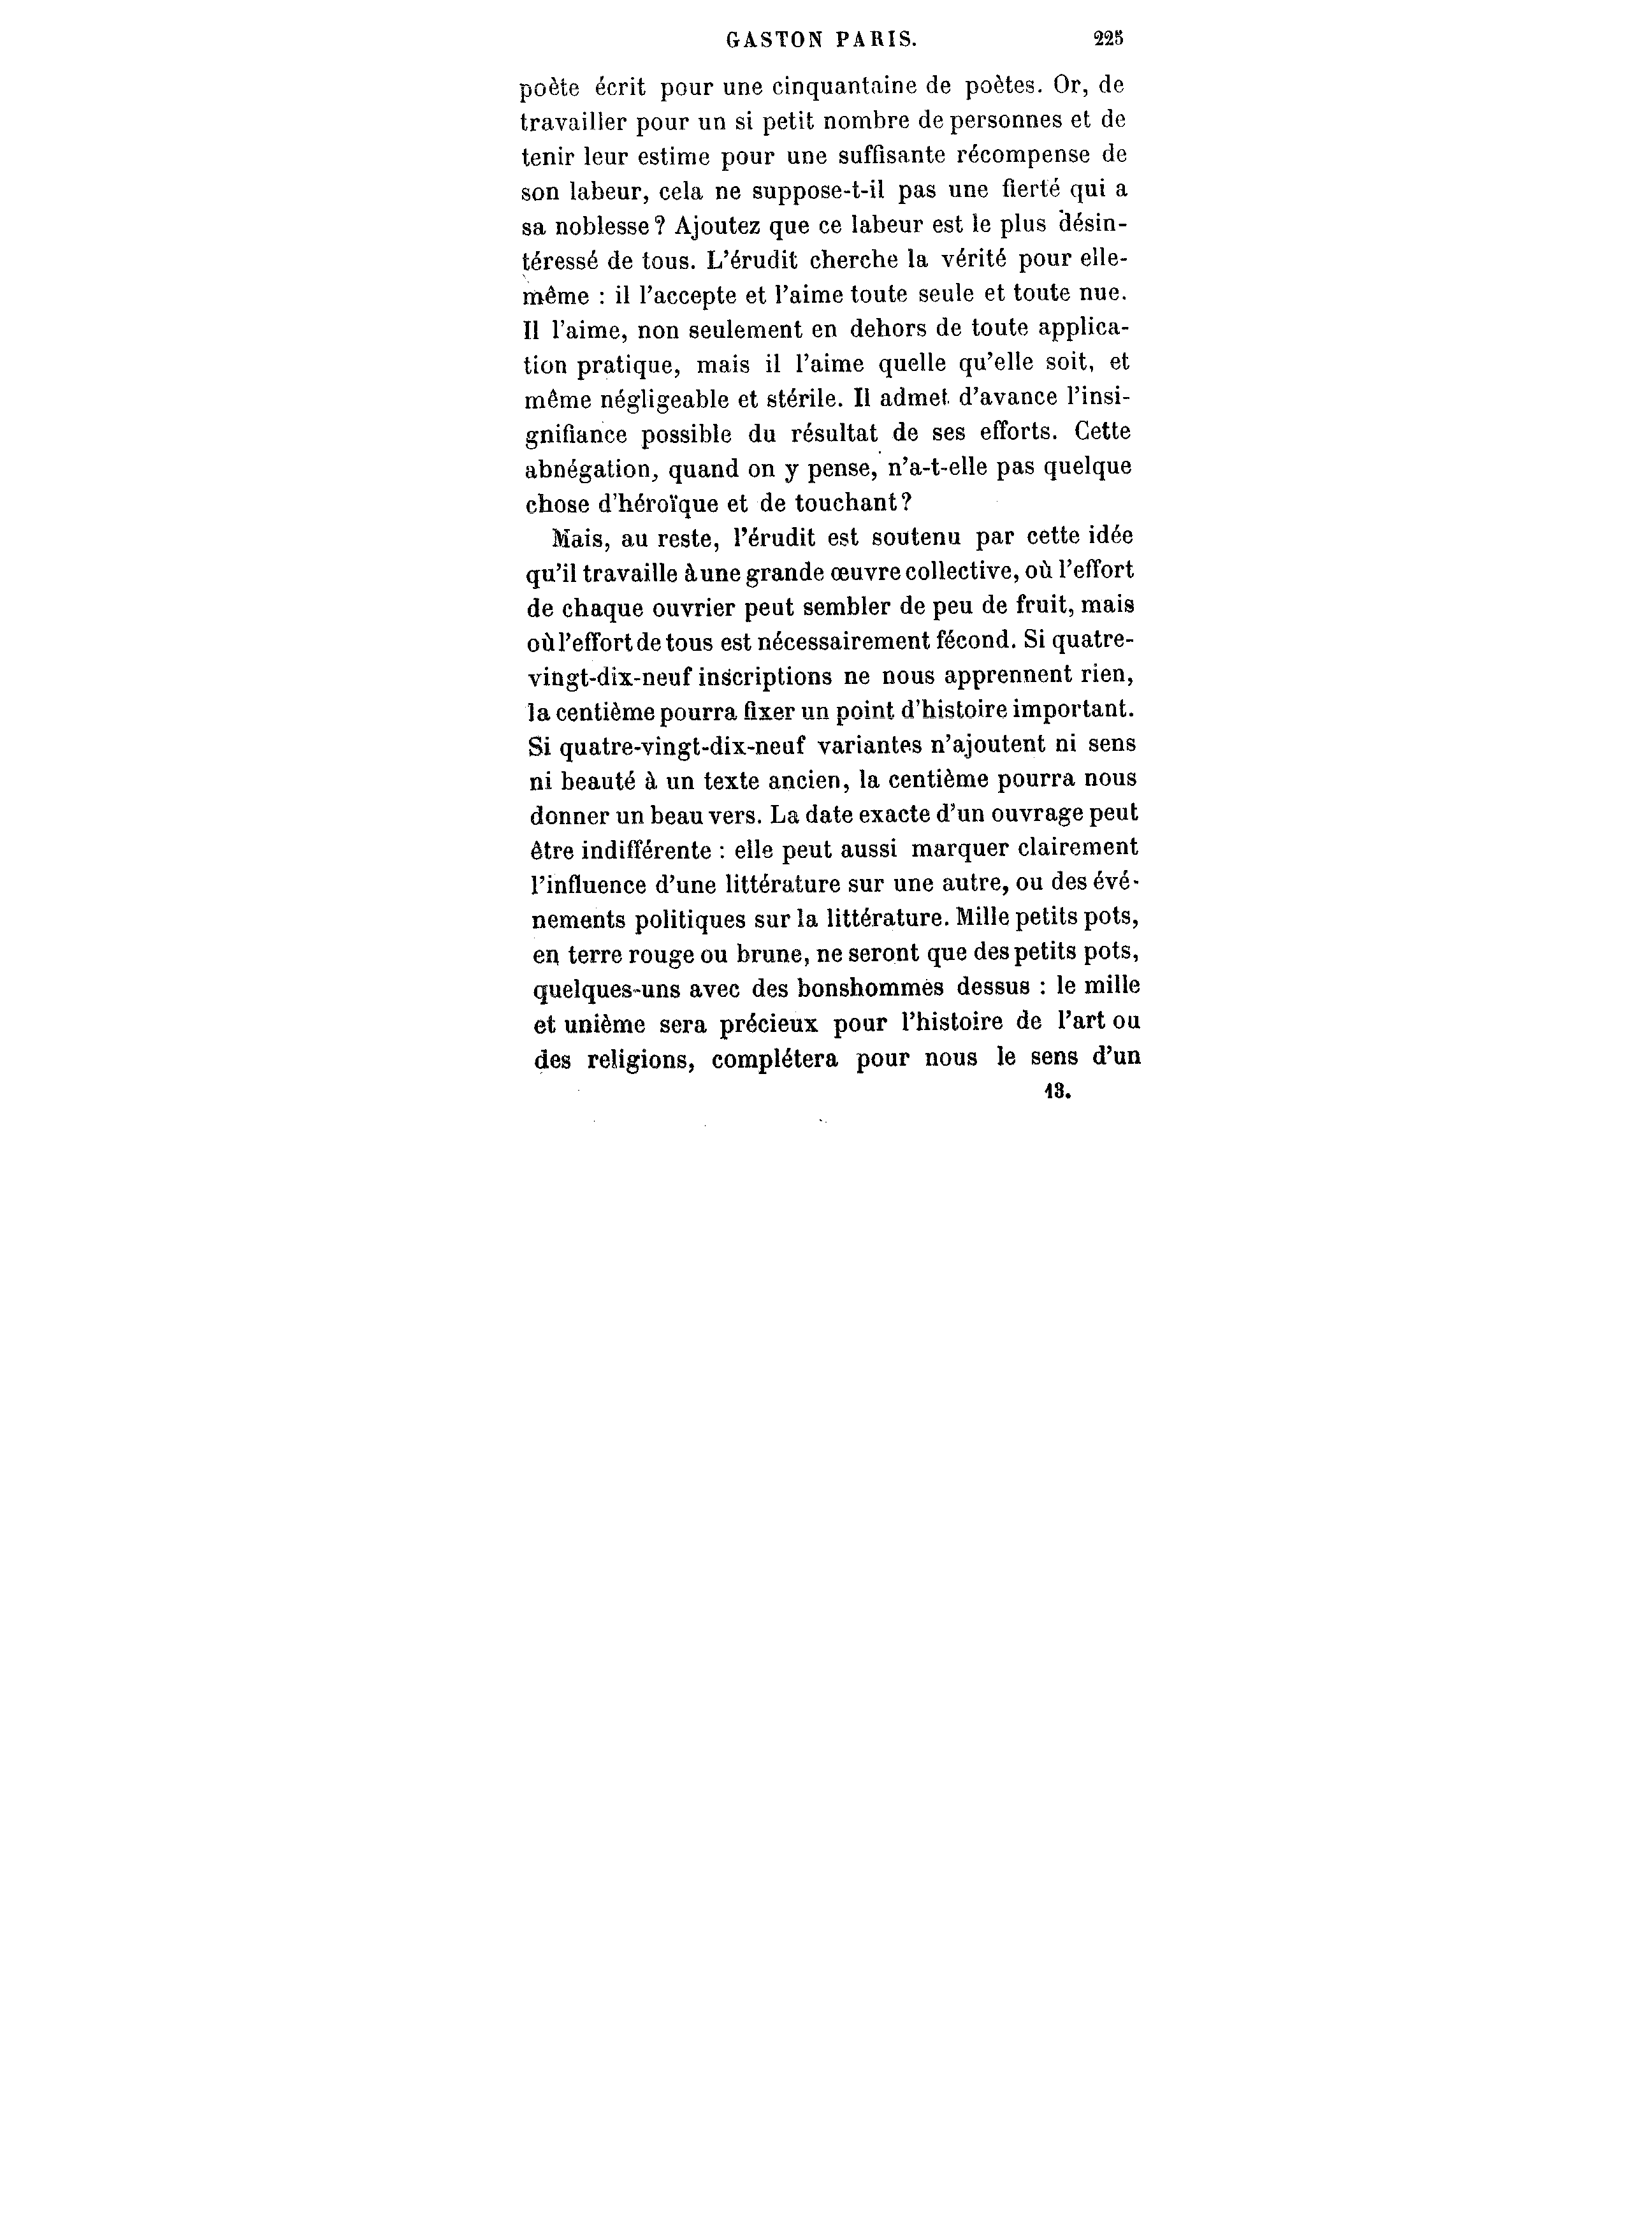 GASTON PARIS. 225
poète écrit pour une cinquantaine de poètes. Or, de
travailler pour un si petit nombre de personnes et de
tenir leur estime pour une suffisante récompense de
son labeur, cela ne suppose-t-il pas une fierté qui a
sa noblesse ? Ajoutez que ce labeur est le plus désin-
téressé de tous. L'érudit cherche la vérité pour elle-
même : il l'accepte et l'aime toute seule et toute nue.
Il l'aime, non seulement en dehors de toute applica-
tion pratique, mais il l'aime quelle qu'elle soit, et
même négligeable et stérile. Il admet d'avance l'insi-
gnifiance possible du résultat de ses efforts. Cette
abnégation, quand on y pense, n'a-t-elle pas quelque
chose d'héroïque et de touchant ?
Mais, au reste, l'érudit est soutenu par cette idée
qu'il travaille à une grande œuvre collective, où l'effort
de chaque ouvrier peut sembler de peu de fruit, mais
où l'effort de tous est nécessairement fécond. Si quatre-
vingt-dix-neuf inscriptions ne nous apprennent rien,
la centième pourra fixer un point d'histoire important.
Si quatre-vingt-dix-neuf variantes n'ajoutent ni sens
ni beauté à un texte ancien, la centième pourra nous
donner un beau vers. La date exacte d'un ouvrage peut
être indifférente : elle peut aussi marquer clairement
l'influence d'une littérature sur une autre, ou des évé-
nements politiques sur la littérature. Mille petits pots,
en terre rouge ou brune, ne seront que des petits pots,
quelques-uns avec des bonshommes dessus : le mille
et unième sera précieux pour l'histoire de l'art ou
des religions, complétera pour nous le sens d'un
13.